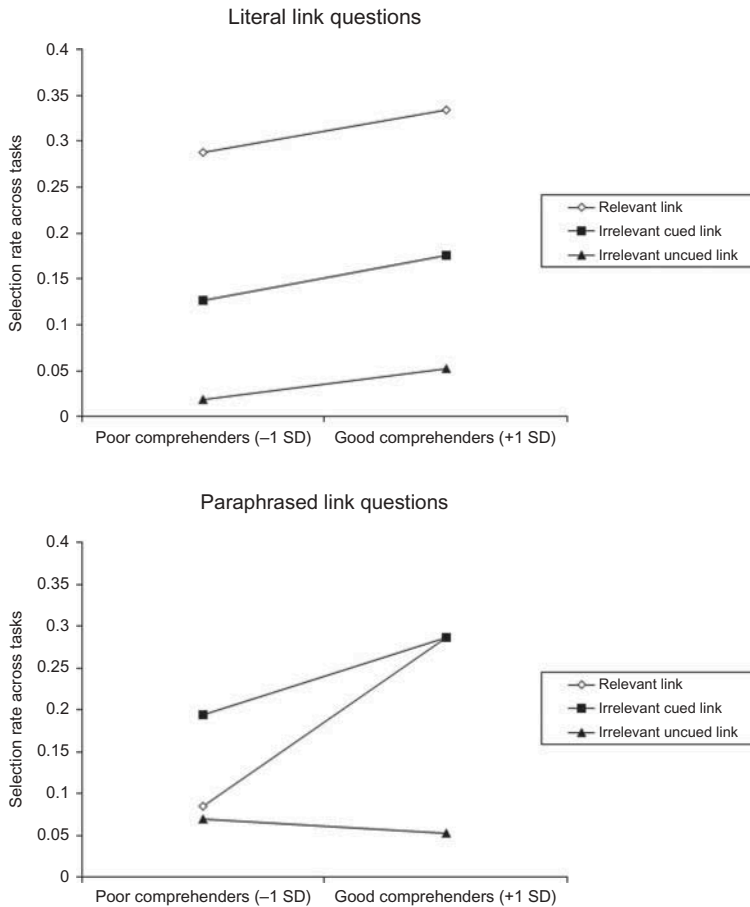 Literal link questions
0.4
0.35
0.3
0.25
0.2
0.15
0.1
0.05
0
Selection rate across tasks
Poor comprehenders (–1 SD)
Good comprehenders (+1 SD)
Relevant link
Irrelevant cued link
Irrelevant uncued link
Paraphrased link questions
0.4
0.35
0.3
0.25
0.2
0.15
0.1
0.05
0
Selection rate across tasks
Poor comprehenders (–1 SD)
Good comprehenders (+1 SD)
Relevant link
Irrelevant cued link
Irrelevant uncued link